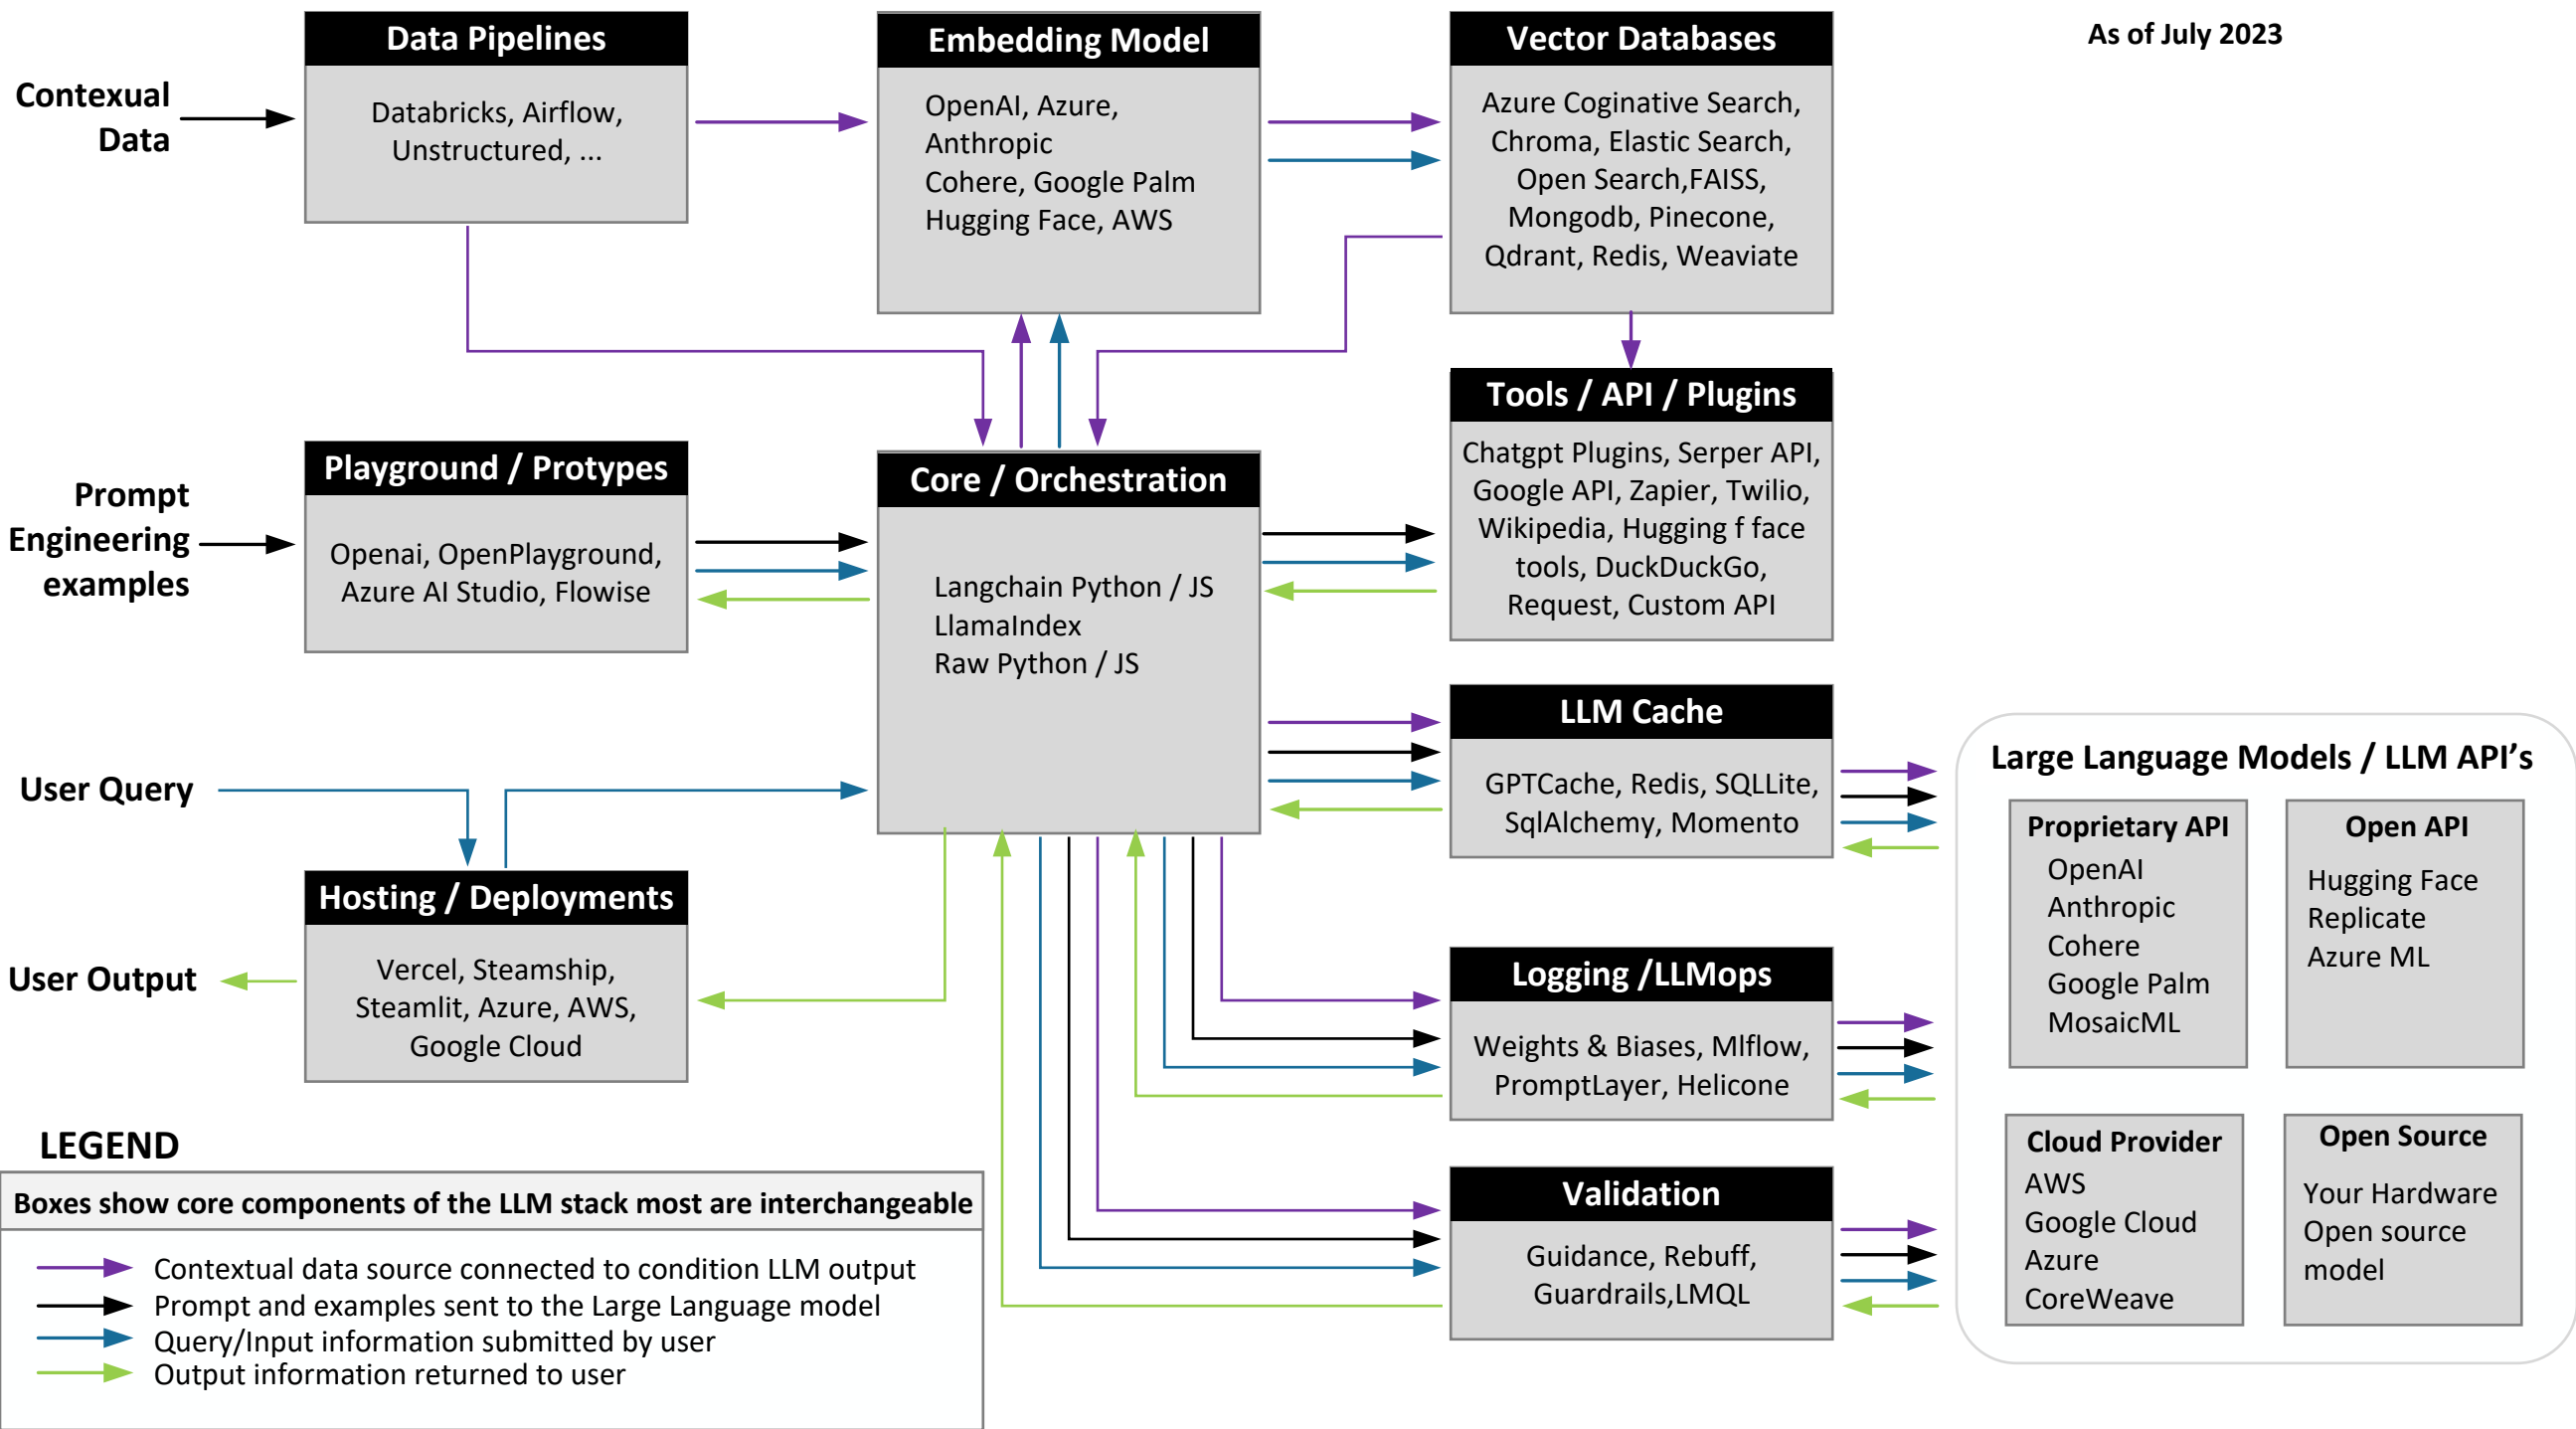 As of July 2023
Contexual
Data
Data Pipelines
Databricks, Airflow,
Unstructured, ...
Embedding Model
OpenAI, Azure,
Anthropic
Cohere, Google Palm
Hugging Face, AWS
Vector Databases
Azure Coginative Search,
Chroma, Elastic Search,
Open Search,FAISS,
Mongodb, Pinecone,
Qdrant, Redis, Weaviate
Prompt
Engineering
examples
Playground / Protypes
Openai, OpenPlayground,
Azure AI Studio, Flowise
Core / Orchestration
Langchain Python / JS
LlamaIndex
Raw Python / JS
Tools / API / Plugins
Chatgpt Plugins, Serper API,
Google API, Zapier, Twilio,
Wikipedia, Hugging f face
tools, DuckDuckGo,
Request, Custom API
LLM Cache
GPTCache, Redis, SQLLite,
SqlAlchemy, Momento
User Query
User Output
Hosting / Deployments
Vercel, Steamship,
Steamlit, Azure, AWS,
Google Cloud
Logging /LLMops
Weights & Biases, Mlflow,
PromptLayer, Helicone
Validation
Guidance, Rebuff,
Guardrails,LMQL
Large Language Models / LLM API’s
Proprietary API
OpenAI
Anthropic
Cohere
Google Palm
MosaicML
Open API
Hugging Face
Replicate
Azure ML
Cloud Provider
AWS
Google Cloud
Azure
CoreWeave
Open Source
Your Hardware
Open source
model
LEGEND
Boxes show core components of the LLM stack most are interchangeable
Contextual data source connected to condition LLM output
Prompt and examples sent to the Large Language model
Query/Input information submitted by user
Output information returned to user